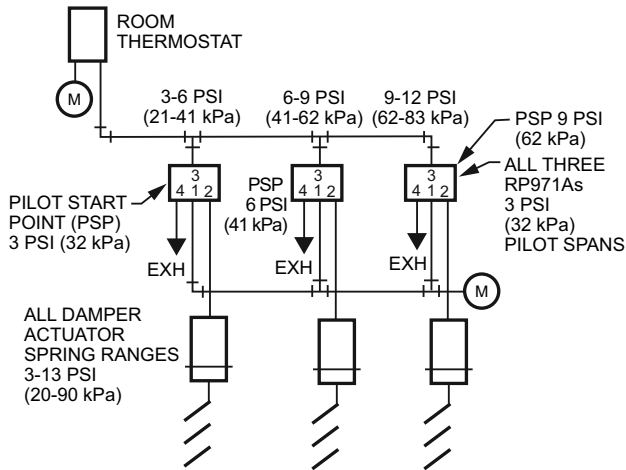 ROOM
THERMOSTAT
M
3-6 PSI
(21-41 kPa)
6-9 PSI
(41-62 kPa)
9-12 PSI
(62-83 kPa)
PSP 9 PSI
(62 kPa)
ALL THREE
RP971As
3 PSI
(32 kPa)
PILOT SPANS
3
4 1 2
PILOT START
POINT (PSP)
3 PSI (32 kPa)
EXH
3
4 1 2
PSP
6 PSI
(41 kPa)
EXH
3
4 1 2
EXH
M
ALL DAMPER
ACTUATOR
SPRING RANGES
3-13 PSI
(20-90 kPa)